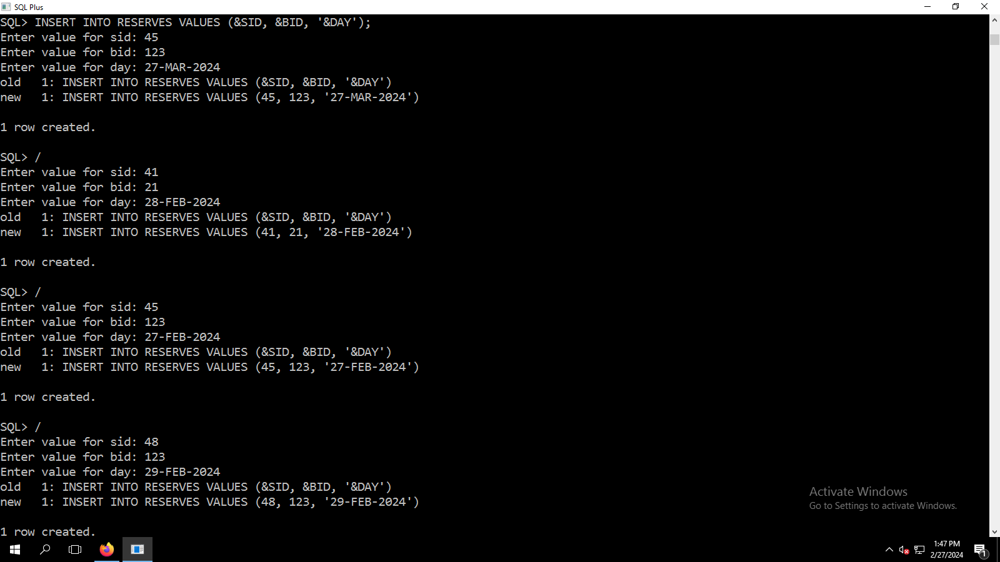 SQL Plus
SQL> INSERT INTO RESERVES VALUES (&SID, &BID, '&DAY');
Enter value for sid: 45
Enter value for bid: 123
Enter value for day: 27-MAR-2024
old   1: INSERT INTO RESERVES VALUES (&SID, &BID, '&DAY')
new   1: INSERT INTO RESERVES VALUES (45, 123, '27-MAR-2024')
1 row created.
SQL> /
Enter value for sid: 41
Enter value for bid: 21
Enter value for day: 28-FEB-2024
old   1: INSERT INTO RESERVES VALUES (&SID, &BID, '&DAY')
new   1: INSERT INTO RESERVES VALUES (41, 21, '28-FEB-2024')
1 row created.
SQL> /
Enter value for sid: 45
Enter value for bid: 123
Enter value for day: 27-FEB-2024
old   1: INSERT INTO RESERVES VALUES (&SID, &BID, '&DAY')
new   1: INSERT INTO RESERVES VALUES (45, 123, '27-FEB-2024')
1 row created.
SQL> /
Enter value for sid: 48
Enter value for bid: 123
Enter value for day: 29-FEB-2024
old   1: INSERT INTO RESERVES VALUES (&SID, &BID, '&DAY')
new   1: INSERT INTO RESERVES VALUES (48, 123, '29-FEB-2024')
1 row created.
Activate Windows
Go to Settings to activate Windows.
1:47 PM
2/27/2024
1